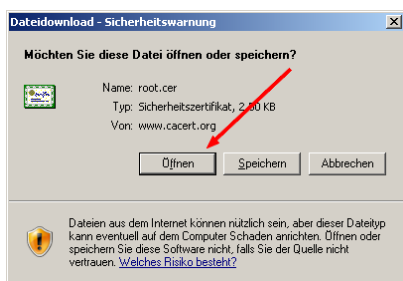 Dateidownload - Sicherheitswarnung
Möchten Sie diese Datei öffnen oder speichern?
Name: root.cer
Typ: Sicherheitszertifikat, 2,50 KB
Von: www.cacert.org
Öffnen Speichern Abbrechen
Dateien aus dem Internet können nützlich sein, aber dieser Dateityp
kann eventuell auf dem Computer Schaden anrichten. Öffnen oder
speichern Sie diese Software nicht, falls Sie der Quelle nicht
vertrauen. Welches Risiko besteht?